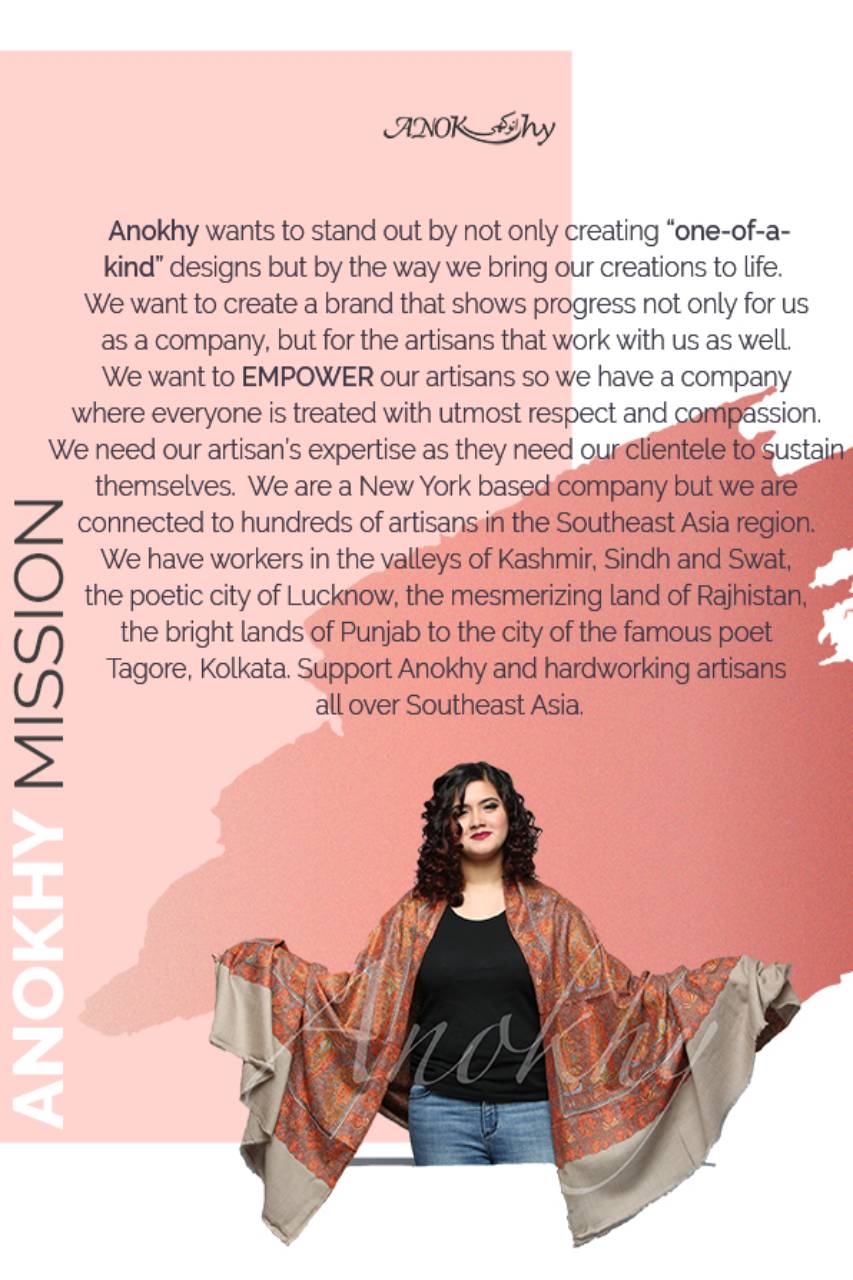 ANOKانوکھیhy
Anokhy wants to stand out by not only creating “one-of-a-
kind” designs but by the way we bring our creations to life.
We want to create a brand that shows progress not only for us
as a company, but for the artisans that work with us as well.
We want to EMPOWER our artisans so we have a company
where everyone is treated with utmost respect and compassion.
We need our artisan’s expertise as they need our clientele to sustain
themselves. We are a New York based company but we are
connected to hundreds of artisans in the Southeast Asia region.
We have workers in the valleys of Kashmir, Sindh and Swat,
the poetic city of Lucknow, the mesmerizing land of Rajhistan,
the bright lands of Punjab to the city of the famous poet
Tagore, Kolkata. Support Anokhy and hardworking artisans
all over Southeast Asia.
ANOKHY MISSION
Anokhy